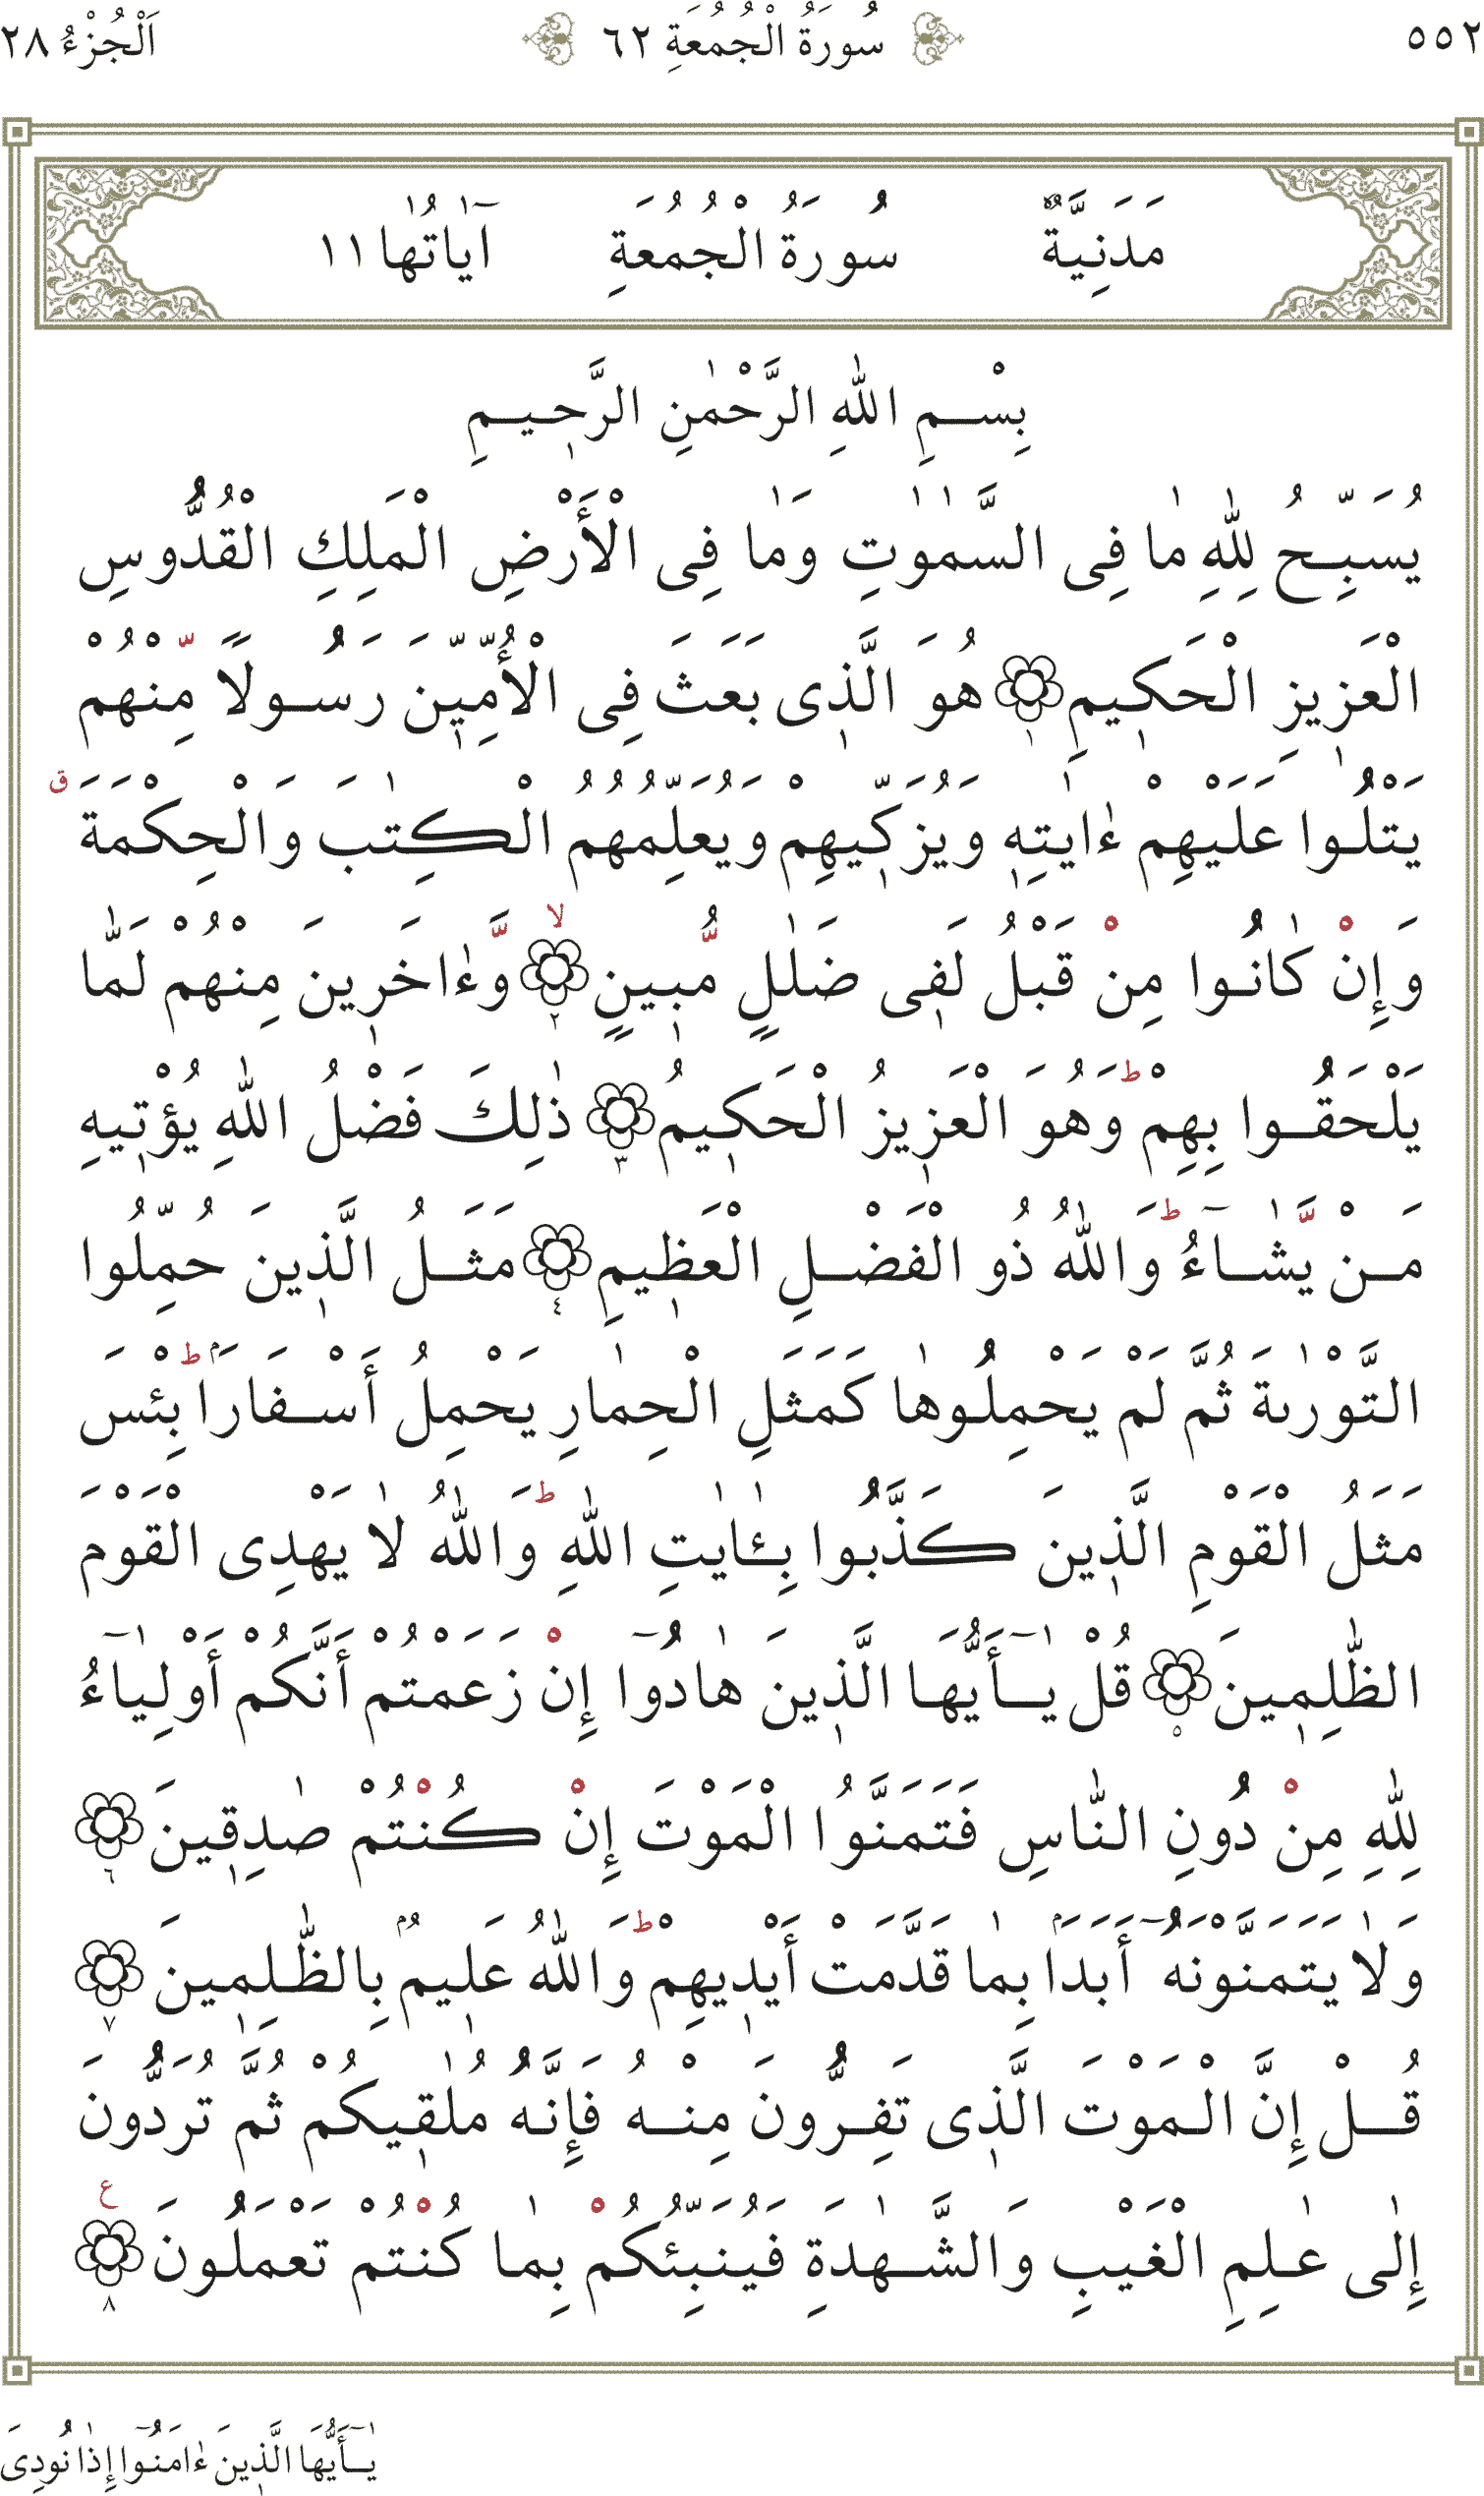 ٥٥٢ سُورَةُ الْجُمُعَةِ ٦٢ اَلْجُزْءُ ٢٨
مَدَنِيَّةٌ سُورَةُ الْجُمُعَةِ آيٰاتُهٰا ١١
بِسْمِ اللّٰهِ الرَّحْمٰنِ الرَّحٖيمِ
يُسَبِّحُ لِلّٰهِ مٰا فِى السَّمٰوٰتِ وَمٰا فِى الْأَرْضِ الْمَلِكِ الْقُدُّوسِ
الْعَزٖيزِ الْحَكٖيمِ ١ هُوَ الَّذٖى بَعَثَ فِى الْأُمِّيّٖنَ رَسُولًا مِّنْهُمْ
يَتْلُوا عَلَيْهِمْ ءٰايٰتِهٖ وَيُزَكّٖيهِمْ وَيُعَلِّمُهُمُ الْكِتٰبَ وَالْحِكْمَةَ ق
وَإِنْ كٰانُوا مِنْ قَبْلُ لَفٖى ضَلٰلٍ مُّبٖينٍ لا ٢ وَّءٰاخَرٖينَ مِنْهُمْ لَمّٰا
يَلْحَقُوا بِهِمْ ط وَهُوَ الْعَزٖيزُ الْحَكٖيمُ ٣ ذٰلِكَ فَضْلُ اللّٰهِ يُؤْتٖيهِ
مَنْ يَّشٰآءُ ط وَاللّٰهُ ذُو الْفَضْلِ الْعَظٖيمِ ٤ مَثَلُ الَّذٖينَ حُمِّلُوا
التَّوْرٰىةَ ثُمَّ لَمْ يَحْمِلُوهٰا كَمَثَلِ الْحِمٰارِ يَحْمِلُ أَسْفَارَاۢ ط بِئْسَ
مَثَلُ الْقَوْمِ الَّذٖينَ كَذَّبُوا بِـٰٔايٰتِ اللّٰهِ ط وَاللّٰهُ لٰا يَهْدِى الْقَوْمَ
الظّٰلِمٖينَ ٥ قُلْ يٰٓأَيُّهَا الَّذٖينَ هٰادُوٓا إِنْ زَعَمْتُمْ أَنَّكُمْ أَوْلِيٰآءُ
لِلّٰهِ مِنْ دُونِ النّٰاسِ فَتَمَنَّوُا الْمَوْتَ إِنْ كُنْتُمْ صٰدِقٖينَ ٦
وَلٰا يَتَمَنَّوْنَهُٓ أَبَدَاۢ بِمٰا قَدَّمَتْ أَيْدٖيهِمْ ط وَاللّٰهُ عَلٖيمُۢ بِالظّٰلِمٖينَ ٧
قُلْ إِنَّ الْمَوْتَ الَّذٖى تَفِرُّونَ مِنْهُ فَإِنَّهُ مُلٰقٖيكُمْ ثُمَّ تُرَدُّونَ
إِلٰى عٰلِمِ الْغَيْبِ وَالشَّهٰدَةِ فَيُنَبِّئُكُمْ بِمٰا كُنْتُمْ تَعْمَلُونَ ع ٨
يٰٓأَيُّهَا الَّذٖينَ ءٰامَنُوٓا إِذٰا نُودِىَ